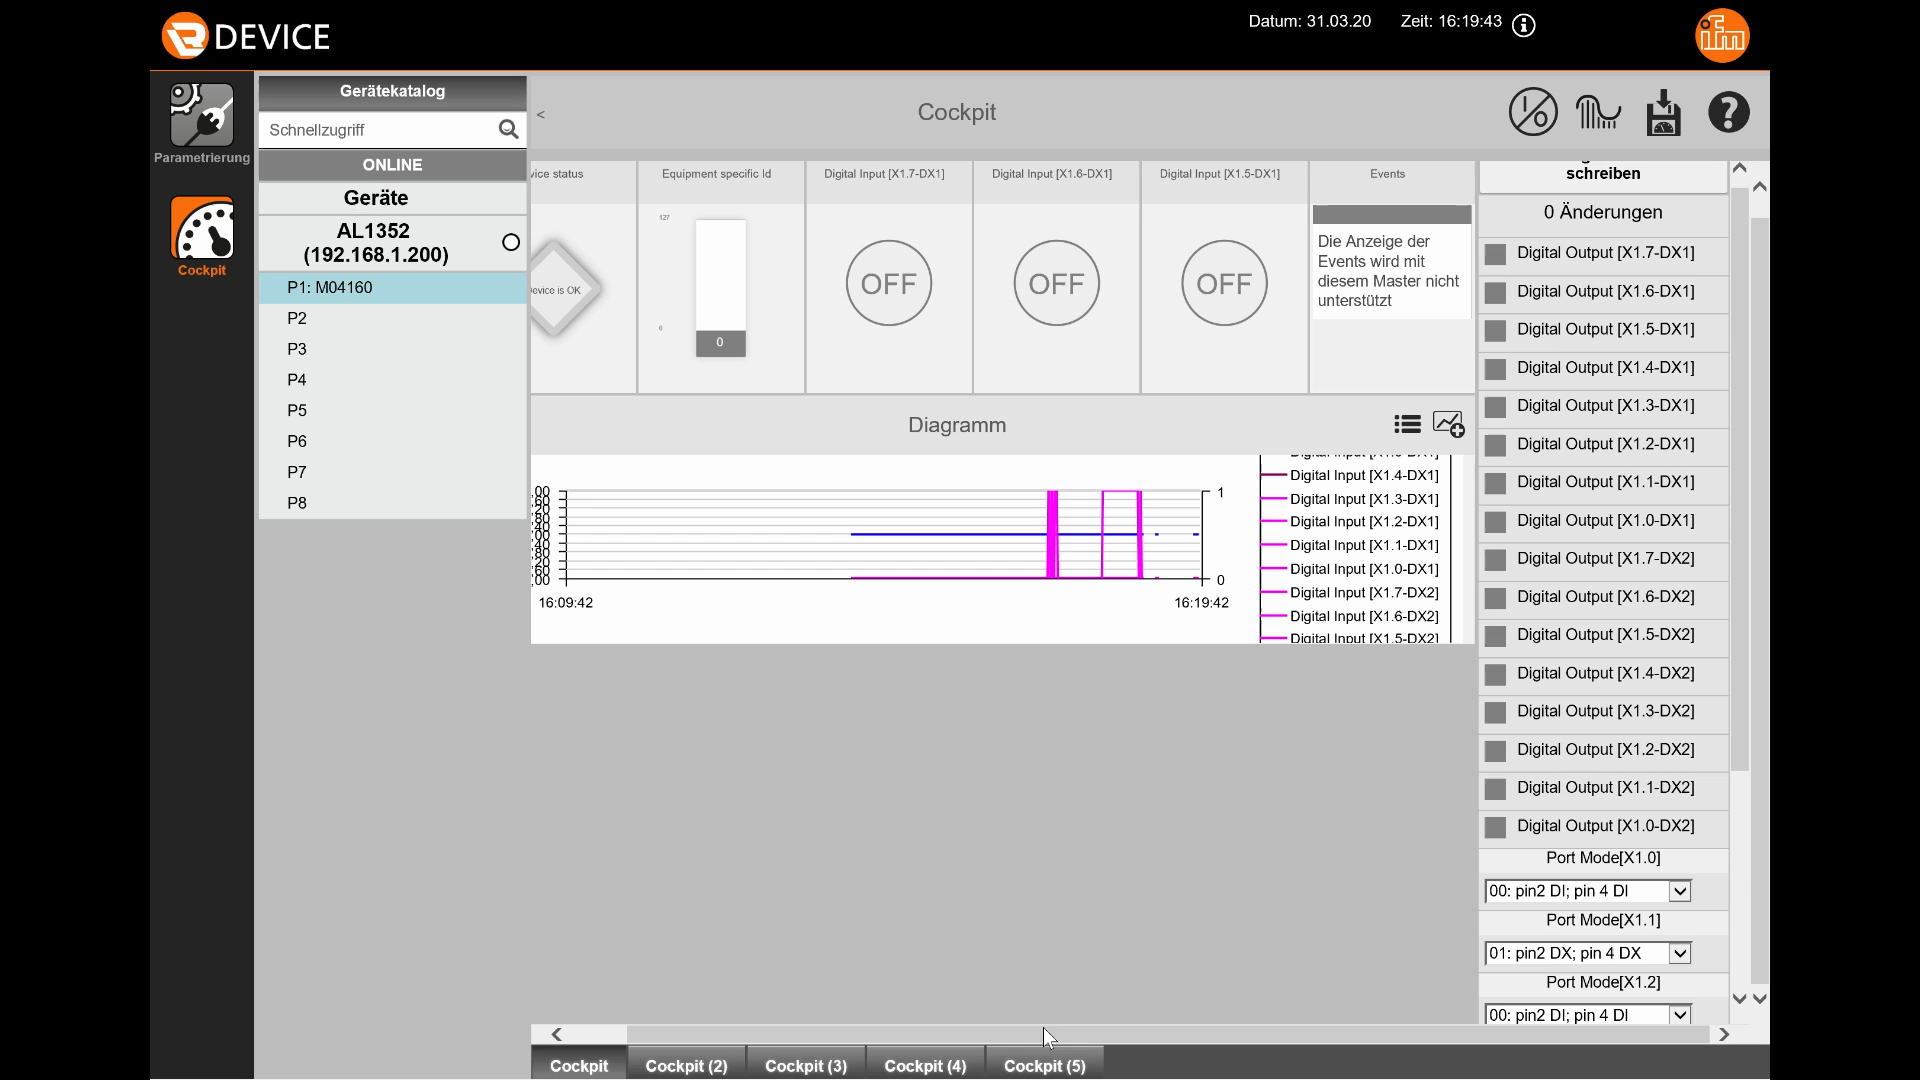 DEVICE
Datum: 31.03.20
Zeit: 16:19:43
ifm
Parametrierung
Cockpit
Gerätekatalog
Schnellzugriff
ONLINE
Geräte
AL1352
(192.168.1.200)
P1: M04160
P2
P3
P4
P5
P6
P7
P8
<
Cockpit
vice status
evice is OK
Equipment specific Id
127
0
Digital Input [X1.7-DX1]
OFF
Digital Input [X1.6-DX1]
OFF
Digital Input [X1.5-DX1]
OFF
Events
Die Anzeige der
Events wird mit
diesem Master nicht
unterstützt
Diagramm
1
0
16:09:42
16:19:42
Digital Input [X1.4-DX1]
Digital Input [X1.3-DX1]
Digital Input [X1.2-DX1]
Digital Input [X1.1-DX1]
Digital Input [X1.0-DX1]
Digital Input [X1.7-DX2]
Digital Input [X1.6-DX2]
Digital Input [X1.5-DX2]
schreiben
0 Änderungen
Digital Output [X1.7-DX1]
Digital Output [X1.6-DX1]
Digital Output [X1.5-DX1]
Digital Output [X1.4-DX1]
Digital Output [X1.3-DX1]
Digital Output [X1.2-DX1]
Digital Output [X1.1-DX1]
Digital Output [X1.0-DX1]
Digital Output [X1.7-DX2]
Digital Output [X1.6-DX2]
Digital Output [X1.5-DX2]
Digital Output [X1.4-DX2]
Digital Output [X1.3-DX2]
Digital Output [X1.2-DX2]
Digital Output [X1.1-DX2]
Digital Output [X1.0-DX2]
Port Mode[X1.0]
00: pin2 DI; pin 4 DI
Port Mode[X1.1]
01: pin2 DX; pin 4 DX
Port Mode[X1.2]
00: pin2 DI; pin 4 DI
Cockpit
Cockpit (2)
Cockpit (3)
Cockpit (4)
Cockpit (5)